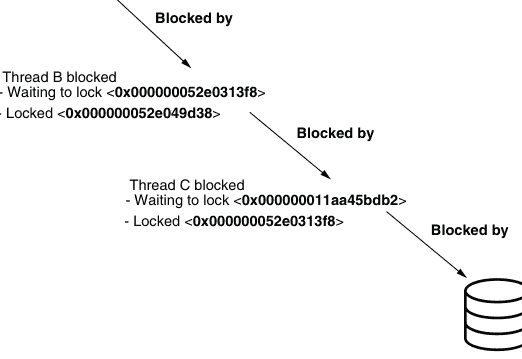 Blocked by
Thread B blocked
- Waiting to lock <0x000000052e0313f8>
- Locked <0x000000052e049d38>
Blocked by
Thread C blocked
- Waiting to lock <0x000000011aa45bdb2>
- Locked <0x000000052e0313f8>
Blocked by